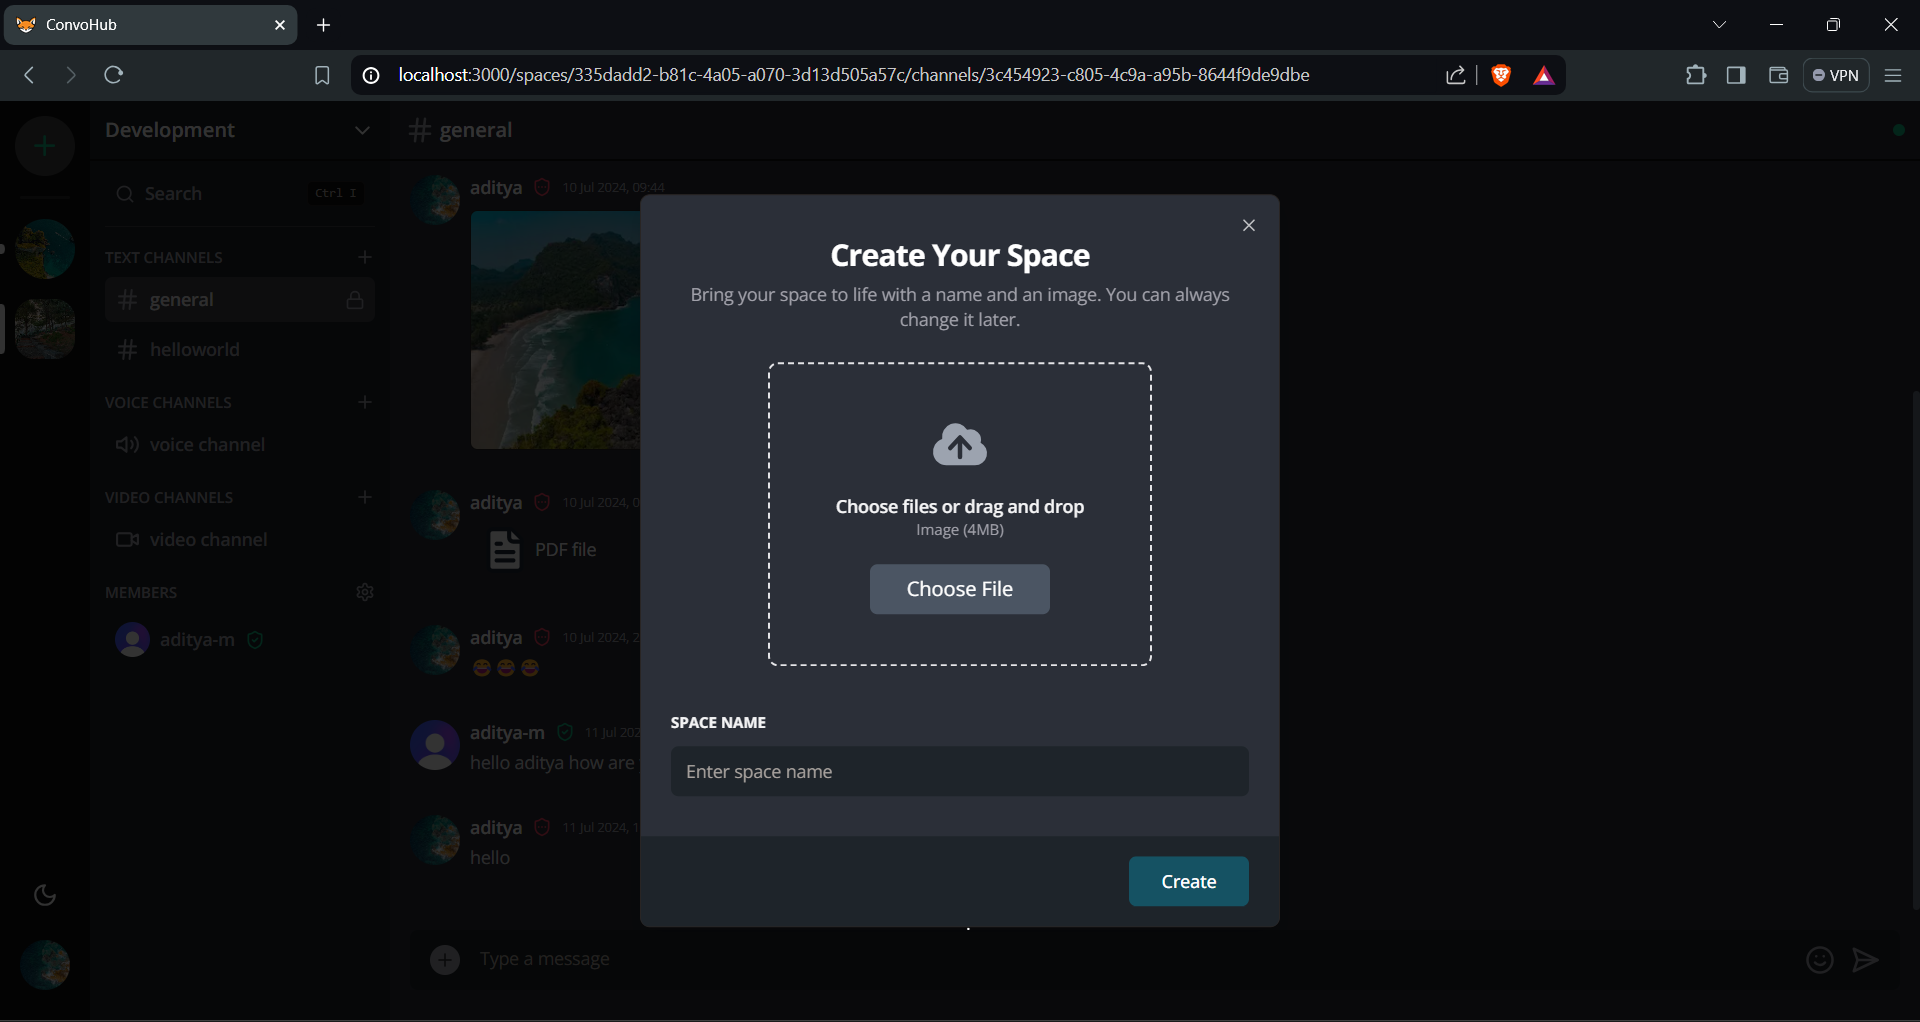 ConvoHub
localhost:3000/spaces/335dadd2-b81c-4a05-a070-3d13d505a57c/channels/3c454923-c805-4c9a-a95b-8644f9de9dbe
VPN
Development
# general
Search
Ctrl I
TEXT CHANNELS
# general
# helloworld
VOICE CHANNELS
voice channel
VIDEO CHANNELS
video channel
MEMBERS
aditya-m
aditya 10 Jul 2024, 09:44
aditya 10 Jul 2024, 0
PDF file
aditya 10 Jul 2024, 2
😂😂😂
aditya-m 11 Jul 202
hello aditya how are
aditya 11 Jul 2024, 1
hello
Type a message
Create Your Space
Bring your space to life with a name and an image. You can always
change it later.
Choose files or drag and drop
Image (4MB)
Choose File
SPACE NAME
Enter space name
Create